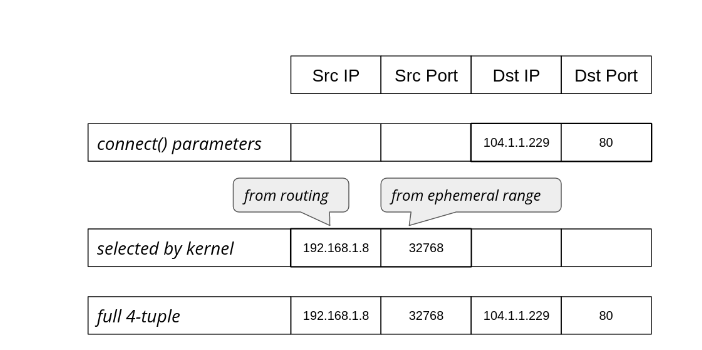 Src IP Src Port Dst IP Dst Port
connect() parameters 104.1.1.229 80
from routing from ephemeral range
selected by kernel 192.168.1.8 32768
full 4-tuple 192.168.1.8 32768 104.1.1.229 80